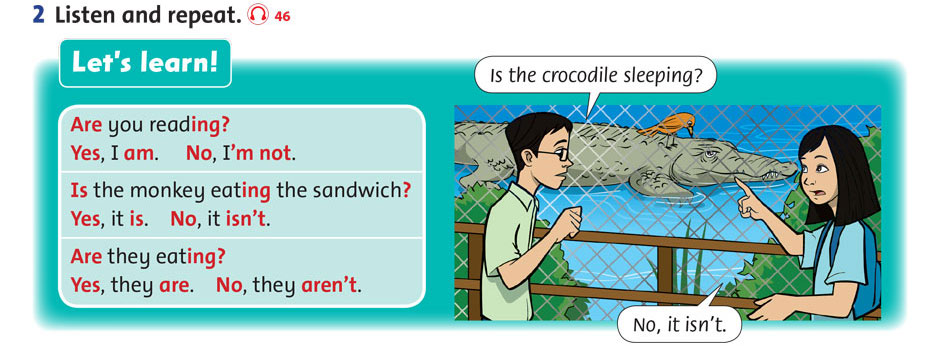 2 Listen and repeat. 46
Let's learn!
Are you reading?
Yes, I am. No, I'm not.
Is the monkey eating the sandwich?
Yes, it is. No, it isn't.
Are they eating?
Yes, they are. No, they aren't.
Is the crocodile sleeping?
No, it isn't.